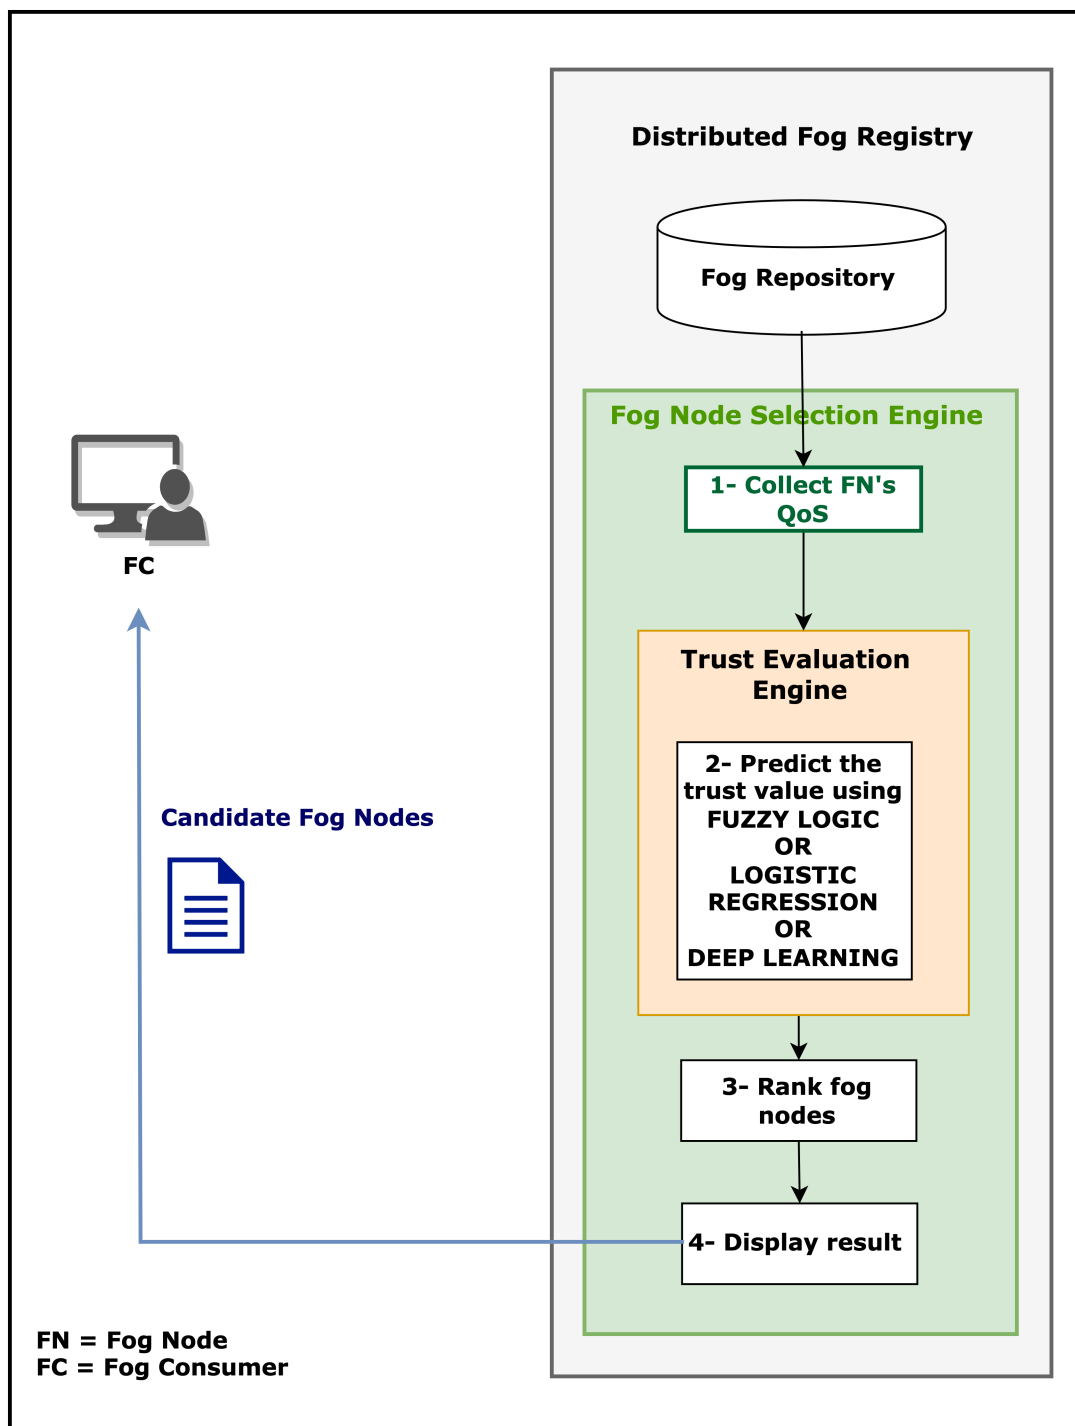 Distributed Fog Registry
Fog Repository
Fog Node Selection Engine
1- Collect FN's
QoS
FC
Trust Evaluation
Engine
2- Predict the
trust value using
FUZZY LOGIC
OR
LOGISTIC
REGRESSION
OR
DEEP LEARNING
Candidate Fog Nodes
3- Rank fog
nodes
4- Display result
FN = Fog Node
FC = Fog Consumer